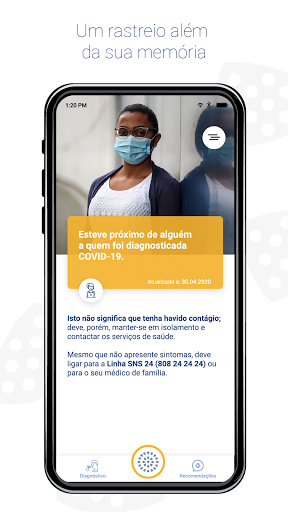 Um rastreio além
da sua memória
1:20 PM
Esteve próximo de alguém
a quem foi diagnosticada
COVID-19.
Atualizado a: 30.04.2020
Isto não significa que tenha havido contágio;
deve, porém, manter-se em isolamento e
contactar os serviços de saúde.
Mesmo que não apresente sintomas, deve
ligar para a Linha SNS 24 (808 24 24 24) ou
para o seu médico de família.
Diagnóstico
Recomendações